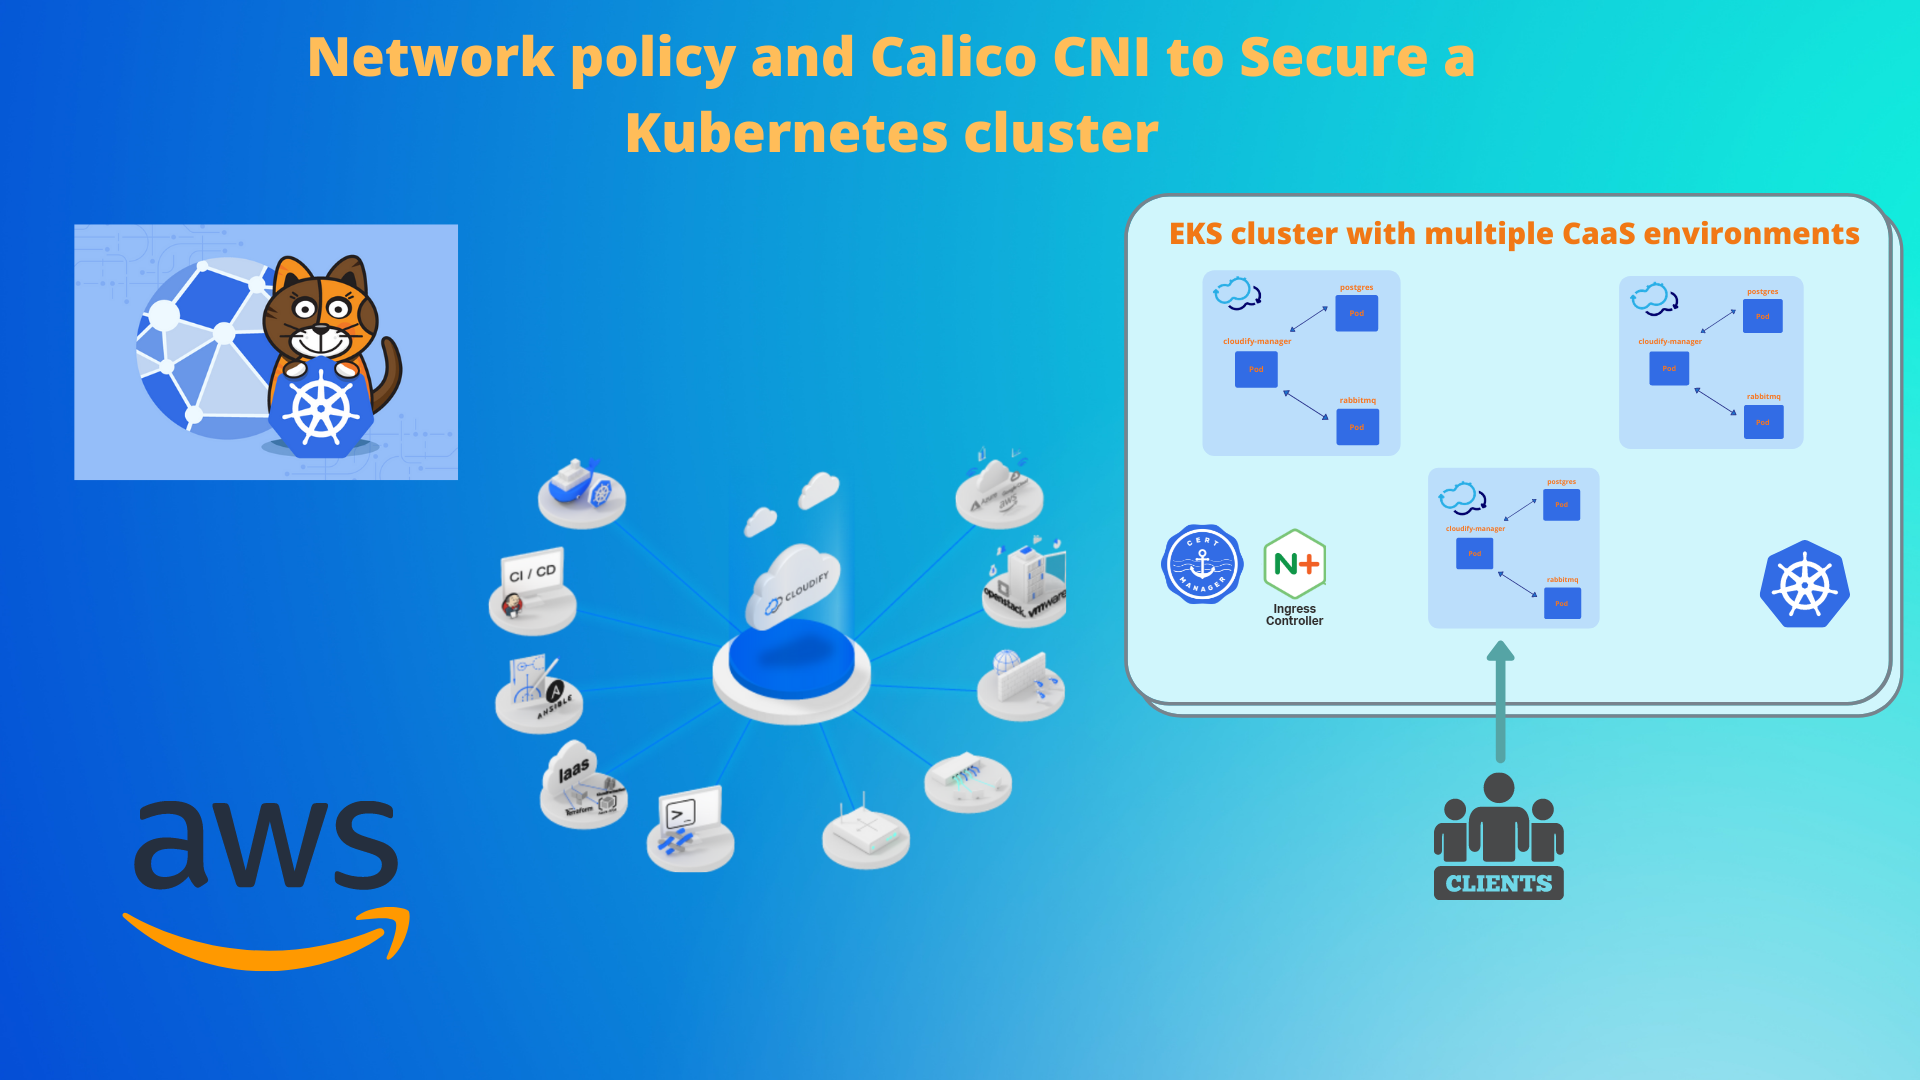 Network policy and Calico CNI to Secure a
Kubernetes cluster
EKS cluster with multiple CaaS environments
postgres
Pod
cloudify-manager
Pod
rabbitmq
Pod
postgres
Pod
cloudify-manager
Pod
rabbitmq
Pod
postgres
Pod
cloudify-manager
Pod
rabbitmq
Pod
CERT
MANAGER
N+
Ingress
Controller
CLIENTS
CLOUDIFY
CI / CD
A
ANSIBLE
Iaas
Terraform
>_
aws
openstack.
vmware
aws